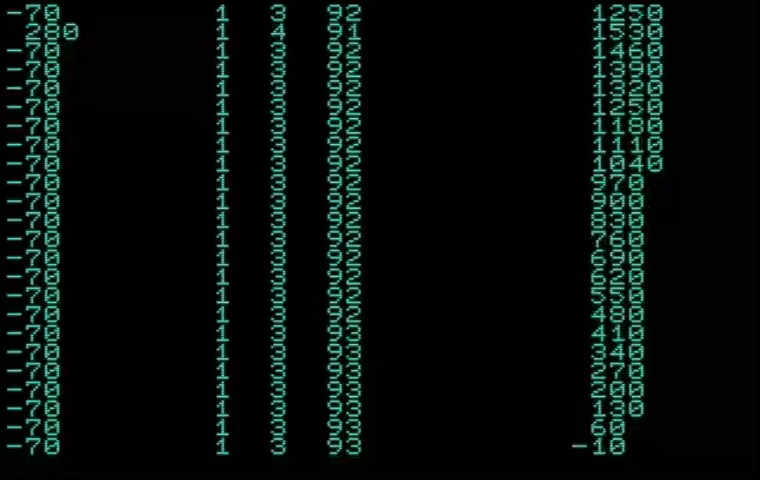 -70 1 3 92 1250
280 1 4 91 1530
-70 1 3 92 1460
-70 1 3 92 1390
-70 1 3 92 1320
-70 1 3 92 1250
-70 1 3 92 1180
-70 1 3 92 1110
-70 1 3 92 1040
-70 1 3 92 970
-70 1 3 92 900
-70 1 3 92 830
-70 1 3 92 760
-70 1 3 92 690
-70 1 3 92 620
-70 1 3 92 550
-70 1 3 92 480
-70 1 3 93 410
-70 1 3 93 340
-70 1 3 93 270
-70 1 3 93 200
-70 1 3 93 130
-70 1 3 93 60
-70 1 3 93 -10